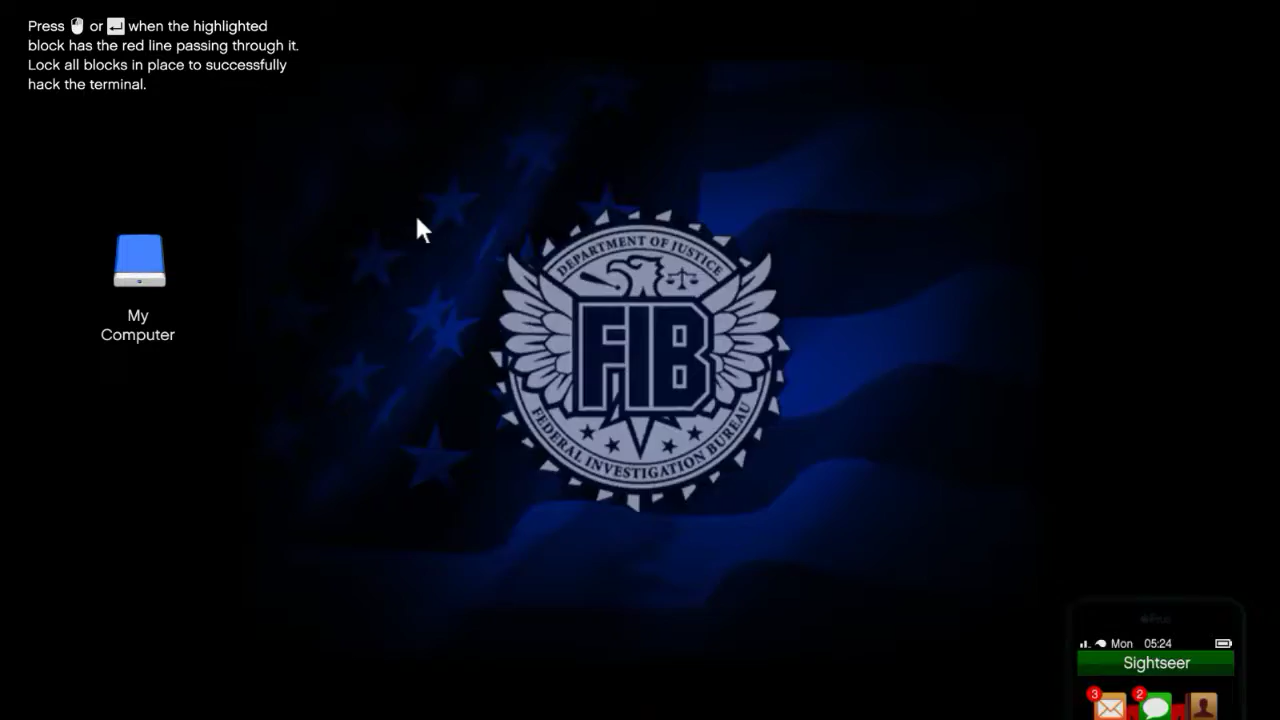 Press or when the highlighted
block has the red line passing through it.
Lock all blocks in place to successfully
hack the terminal.
DEPARTMENT OF JUSTICE
FIB
FEDERAL INVESTIGATION BUREAU
My
Computer
Mon 05:24
Sightseer
3 2